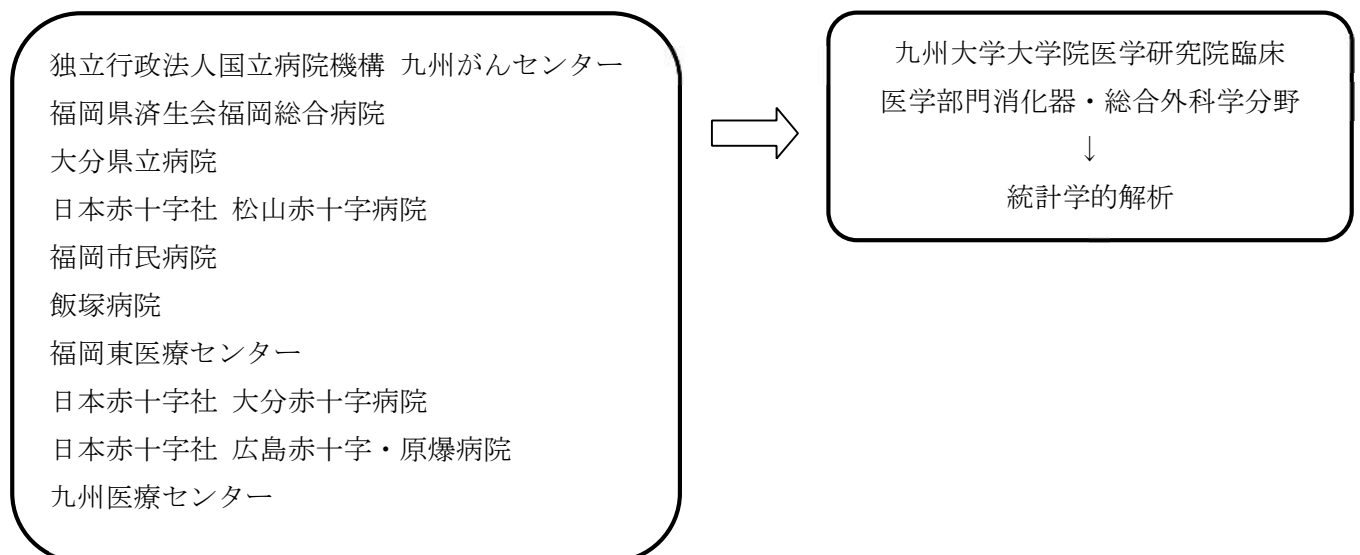 独立行政法人国立病院機構 九州がんセンター
福岡県済生会福岡総合病院
大分県立病院
日本赤十字社 松山赤十字病院
福岡市民病院
飯塚病院
福岡東医療センター
日本赤十字社 大分赤十字病院
日本赤十字社 広島赤十字・原爆病院
九州医療センター
九州大学大学院医学研究院臨床
医学部門消化器・総合外科学分野
↓
統計学的解析